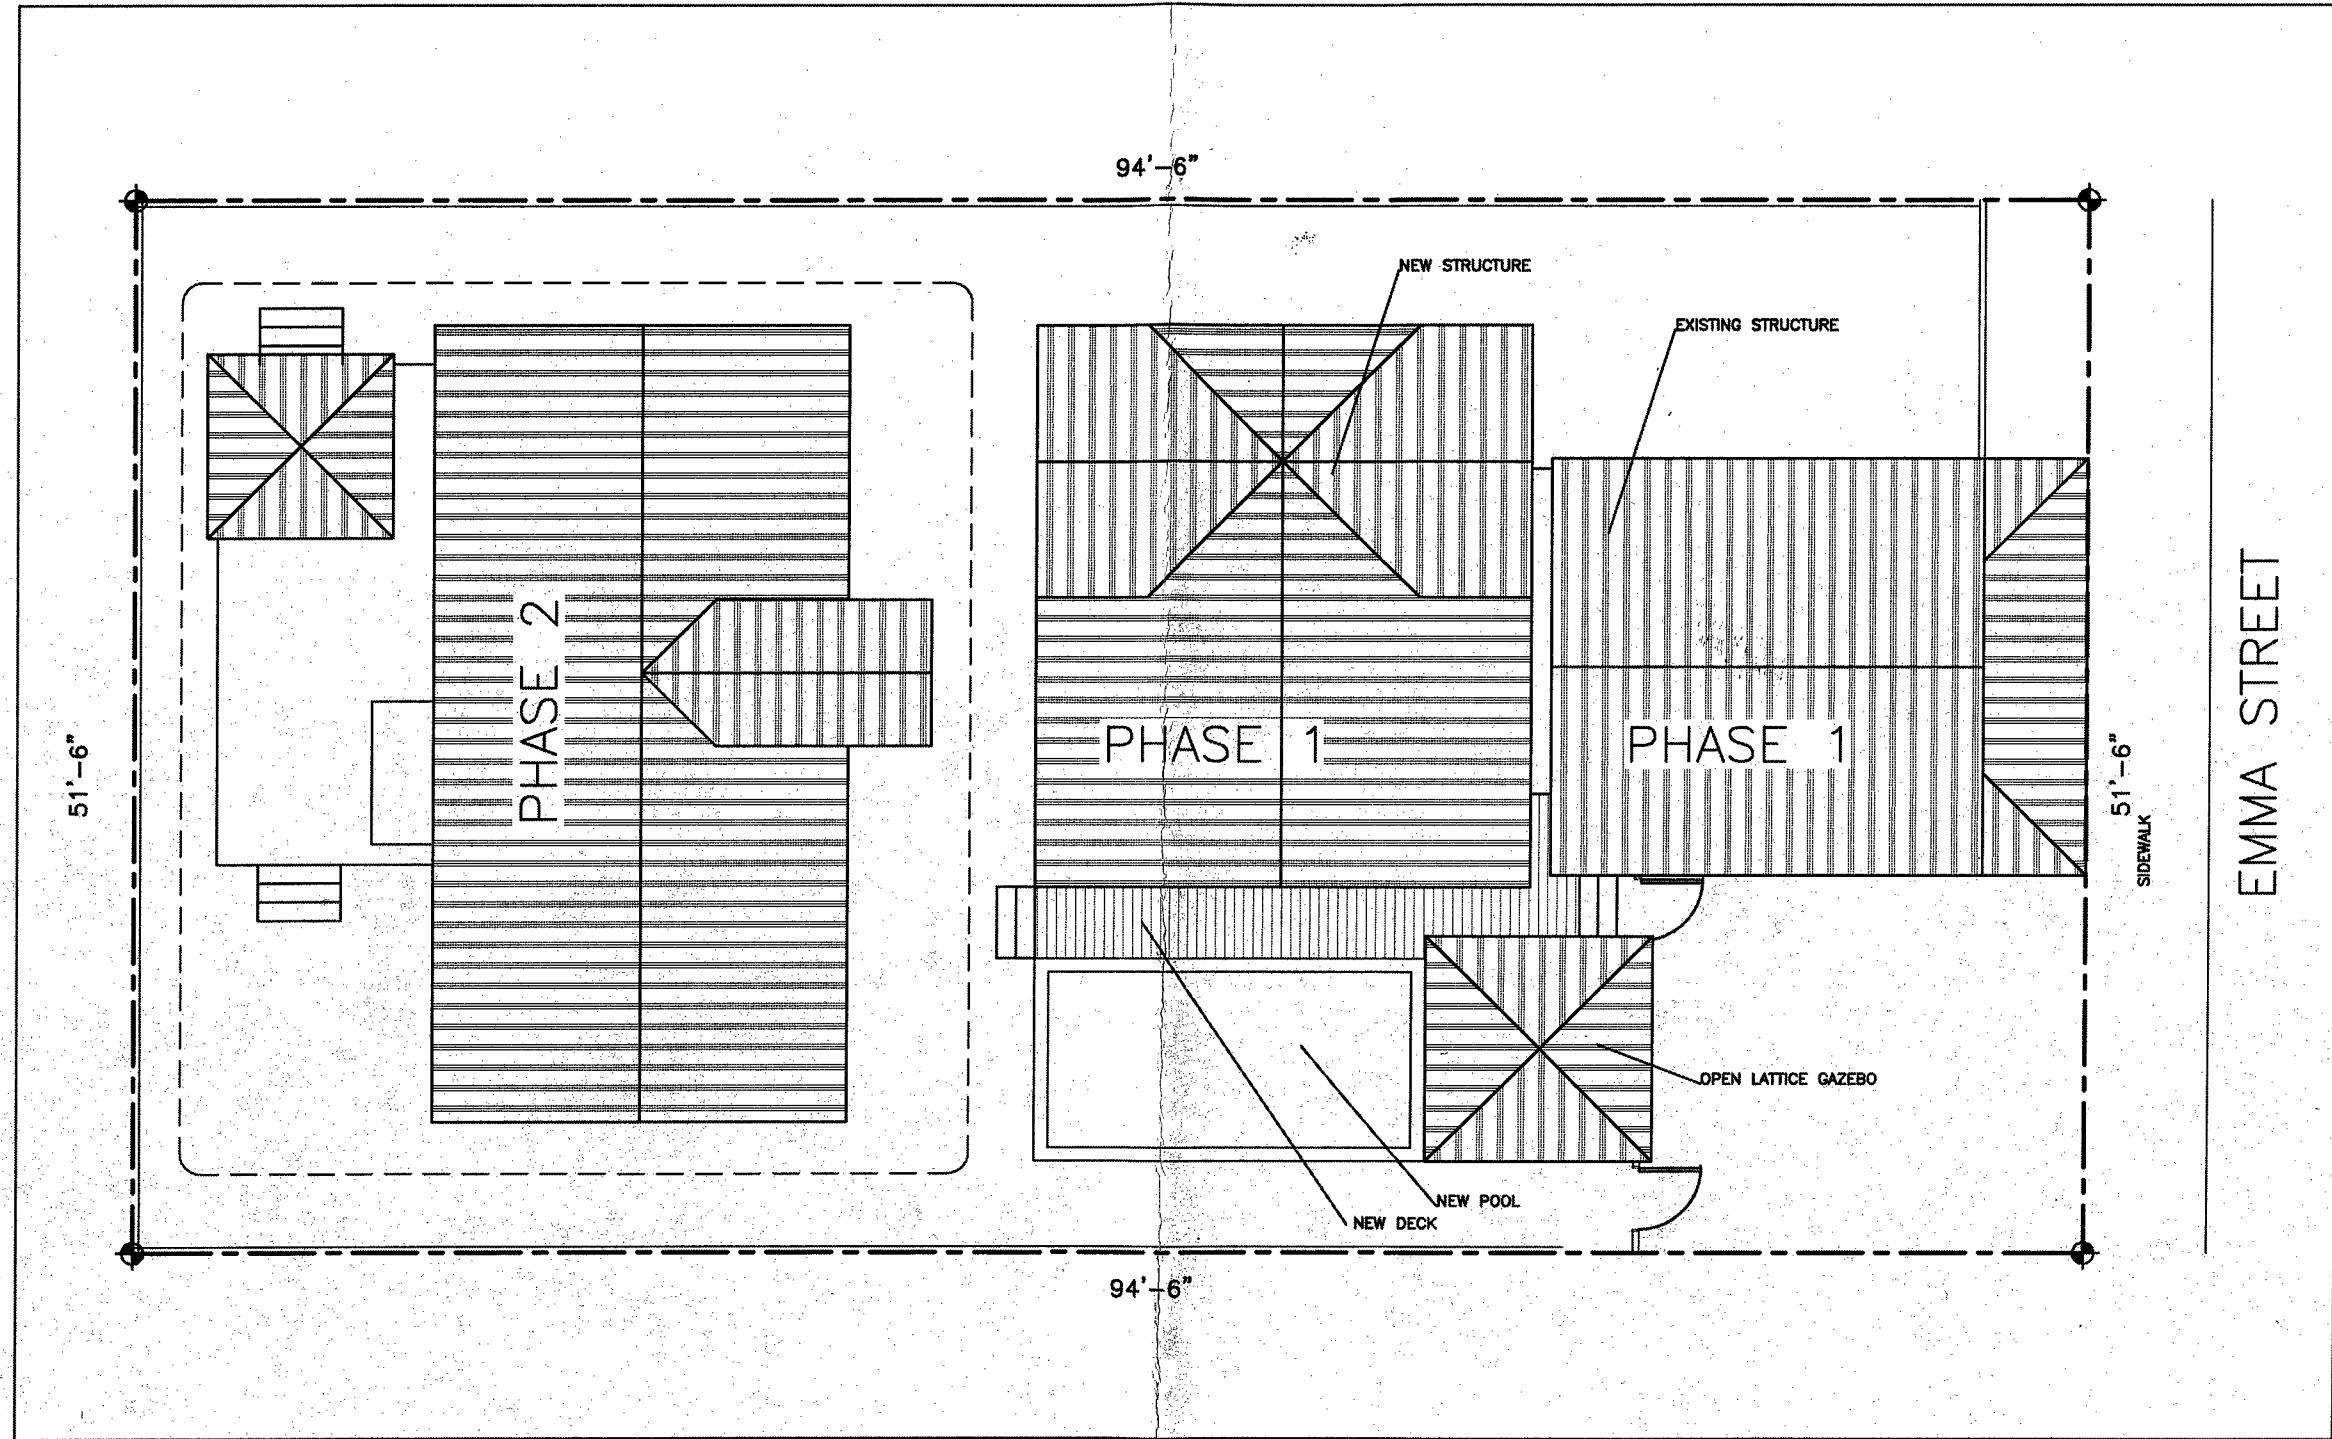 94'-6"
NEW STRUCTURE
EXISTING STRUCTURE
PHASE 2
PHASE 1
PHASE 1
51'-6"
51'-6"
SIDEWALK
EMMA STREET
OPEN LATTICE GAZEBO
NEW POOL
NEW DECK
94'-6"